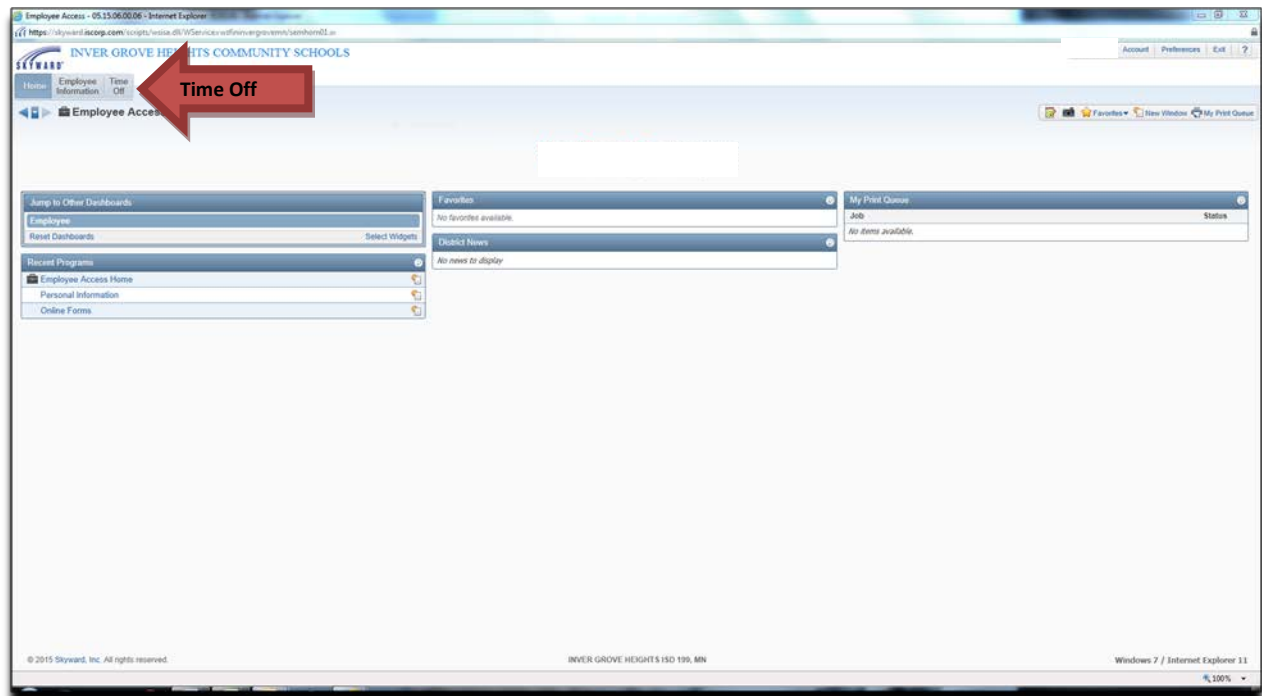 Employee Access - 05.15.06.00.06 - Internet Explorer
INVER GROVE HEIGHTS COMMUNITY SCHOOLS
SKYWARD
Account Preferences Exit ?
Home Employee Information Time Off
Time Off
Employee Acces
Favorites New Window My Print Queue
Jump to Other Dashboards
Employee
Reset Dashboards Select Widgets
Recent Programs
Employee Access Home
Personal Information
Online Forms
Favorites
No favorites available.
District News
No news to display
My Print Queue
Job Status
No items available.
© 2015 Skyward, Inc. All rights reserved.
INVER GROVE HEIGHTS ISD 199, MN
Windows 7 / Internet Explorer 11
100%